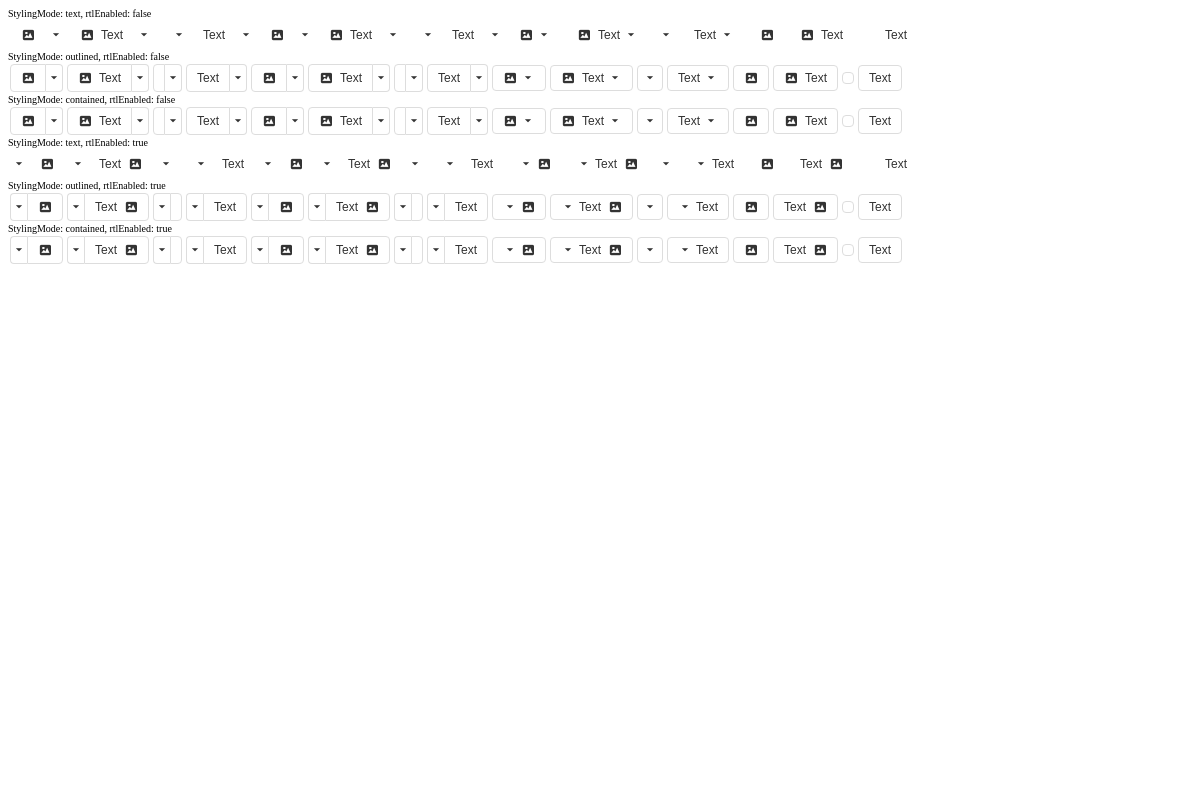 StylingMode: text, rtlEnabled: false
Text Text Text Text Text Text Text Text
StylingMode: outlined, rtlEnabled: false
Text Text Text Text Text Text Text Text
StylingMode: contained, rtlEnabled: false
Text Text Text Text Text Text Text Text
StylingMode: text, rtlEnabled: true
Text Text Text Text Text Text Text Text
StylingMode: outlined, rtlEnabled: true
Text Text Text Text Text Text Text Text
StylingMode: contained, rtlEnabled: true
Text Text Text Text Text Text Text Text